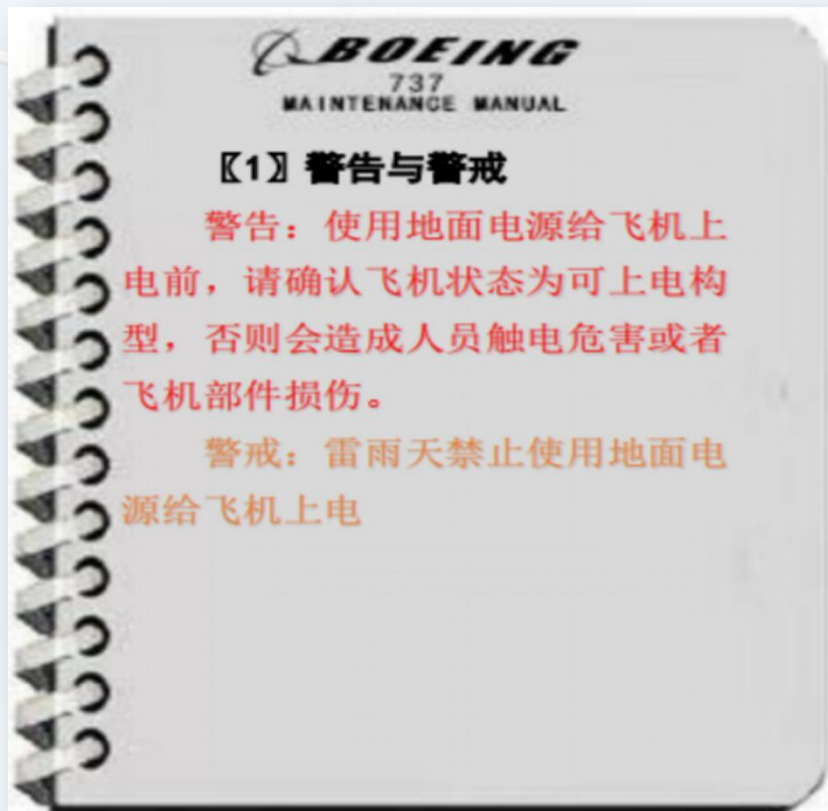 BOEING
737
MAINTENANCE MANUAL
〖1〗警告与警戒
警告：使用地面电源给飞机上
电前，请确认飞机状态为可上电构
型，否则会造成人员触电危害或者
飞机部件损伤。
警戒：雷雨天禁止使用地面电
源给飞机上电